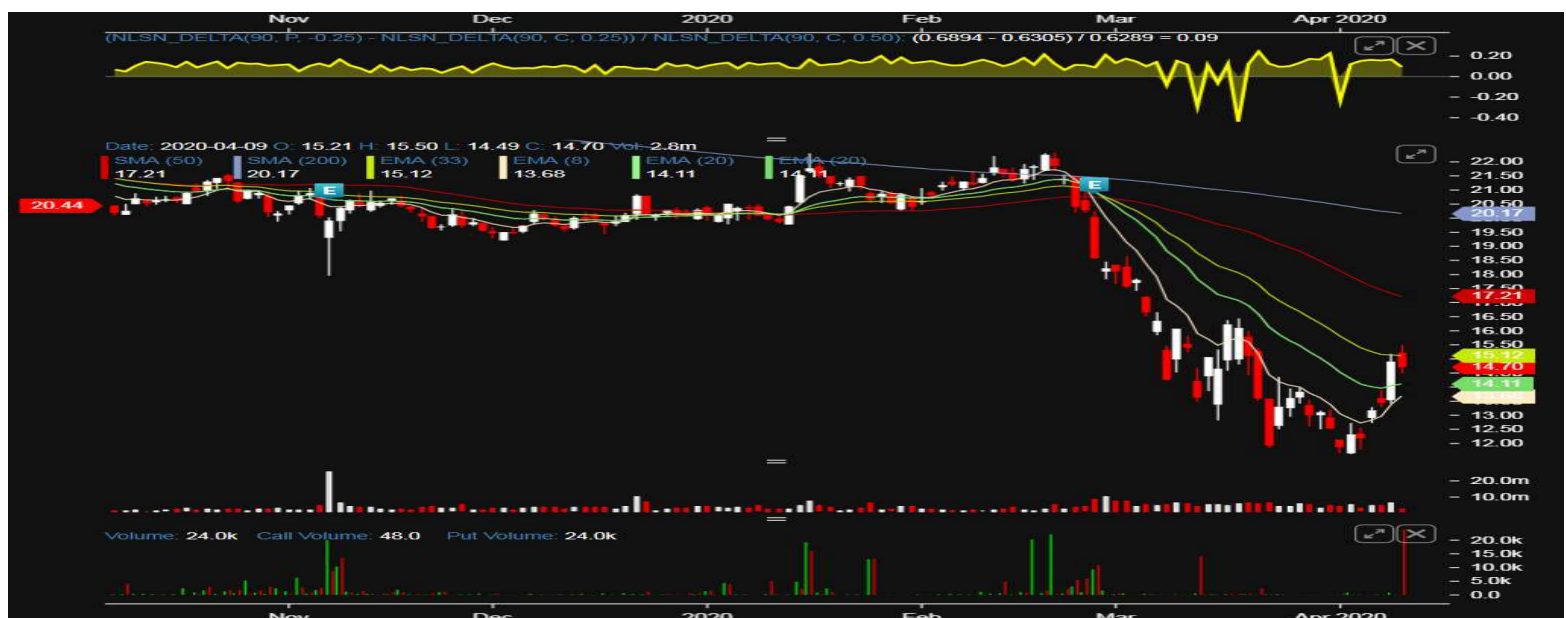 Nov Dec 2020 Feb Mar Apr 2020
(NLSN_DELTA(90, P, -0.25) - NLSN_DELTA(90, C, 0.25)) / NLSN_DELTA(90, C, 0.50): (0.6894 - 0.6305) / 0.6289 = 0.09
0.20
0.00
-0.20
-0.40
Date: 2020-04-09 O: 15.21 H: 15.50 L: 14.49 C: 14.70 Vol: 2.8m
SMA (50) SMA (200) EMA (33) EMA (8) EMA (20) EMA (20)
17.21 20.17 15.12 13.68 14.11 14.11
E
E
20.44
22.00
21.50
21.00
20.50
20.17
19.50
19.00
18.50
18.00
17.50
17.21
16.50
16.00
15.50
15.12
14.70
14.11
13.00
12.50
12.00
20.0m
10.0m
Volume: 24.0k Call Volume: 48.0 Put Volume: 24.0k
20.0k
15.0k
10.0k
5.0k
0.0
Nov Dec 2020 Feb Mar Apr 2020